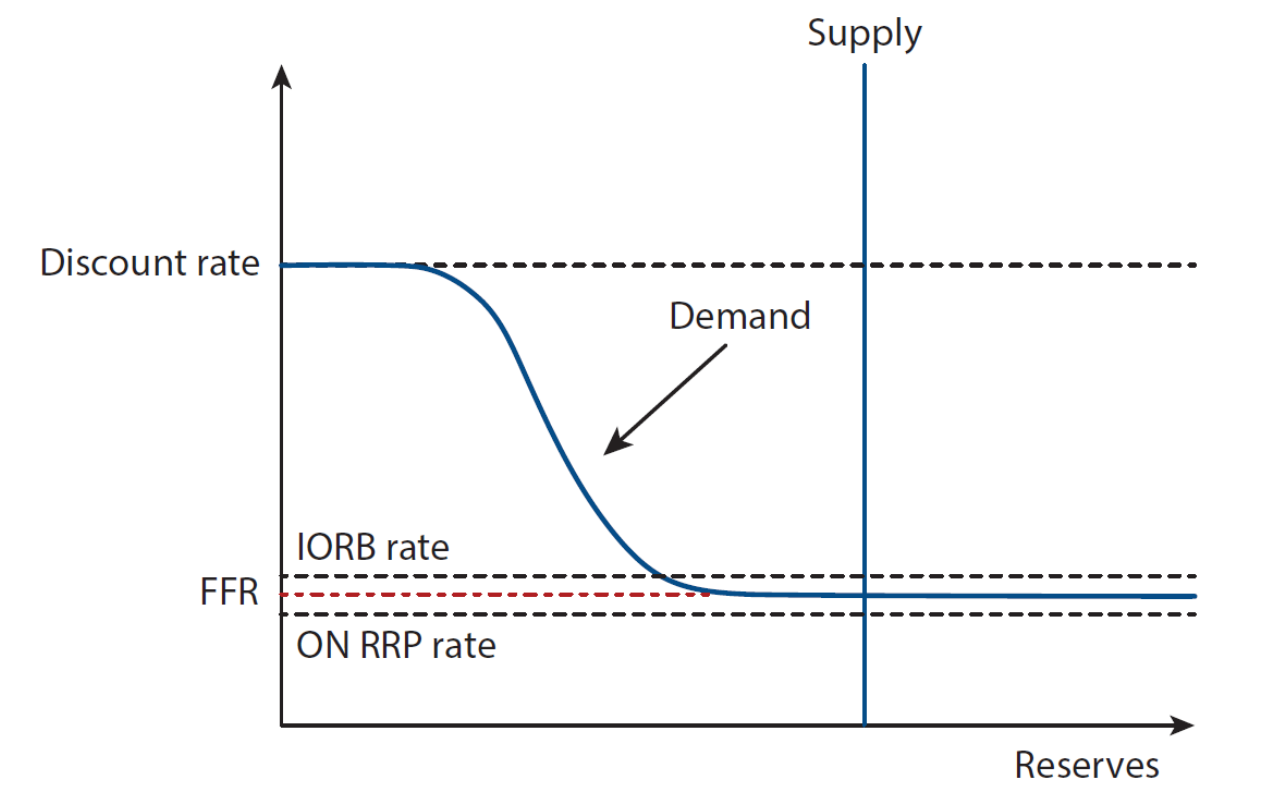 Supply
Discount rate
Demand
IORB rate
FFR
ON RRP rate
Reserves